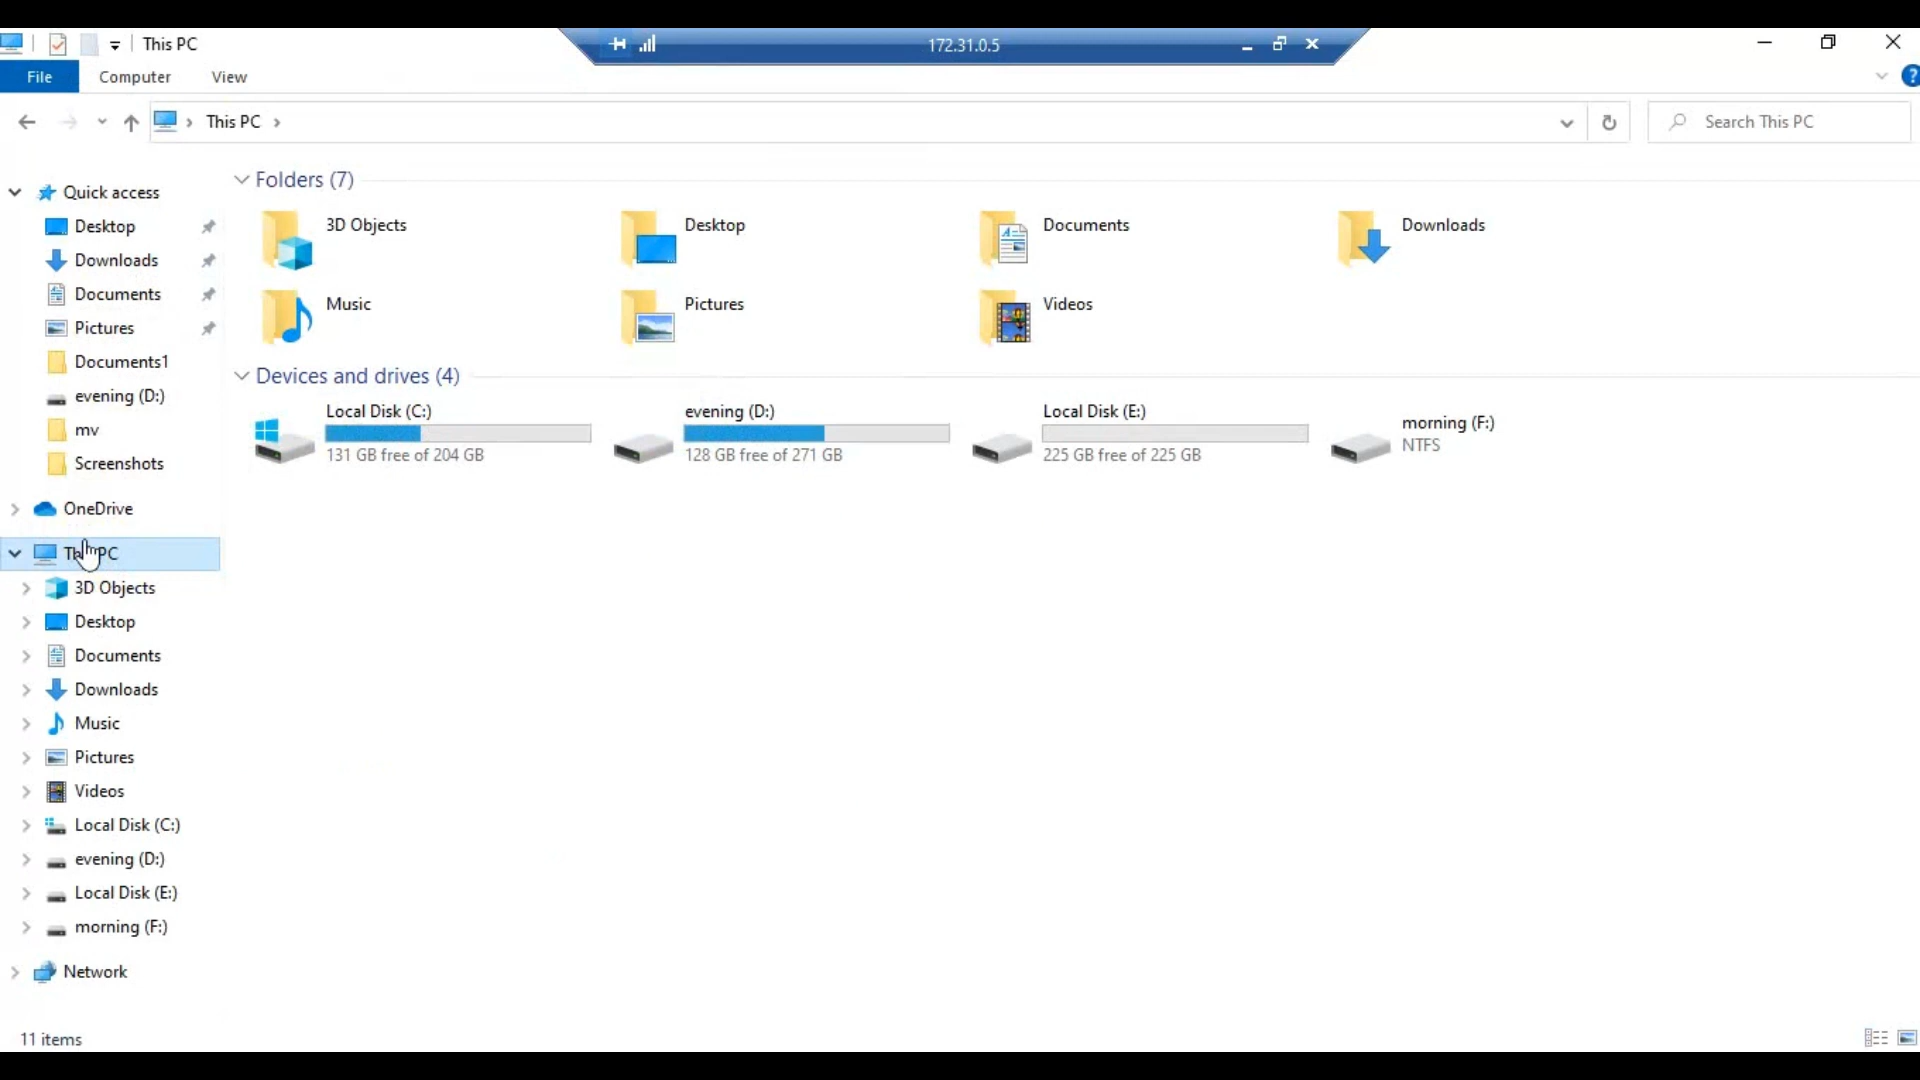 This PC
172.31.0.5
File Computer View
This PC
Search This PC
Quick access
Desktop
Downloads
Documents
Pictures
Documents1
evening (D:)
mv
Screenshots
OneDrive
This PC
3D Objects
Desktop
Documents
Downloads
Music
Pictures
Videos
Local Disk (C:)
evening (D:)
Local Disk (E:)
morning (F:)
Network
Folders (7)
3D Objects
Desktop
Documents
Downloads
Music
Pictures
Videos
Devices and drives (4)
Local Disk (C:)
131 GB free of 204 GB
evening (D:)
128 GB free of 271 GB
Local Disk (E:)
225 GB free of 225 GB
morning (F:)
NTFS
11 items